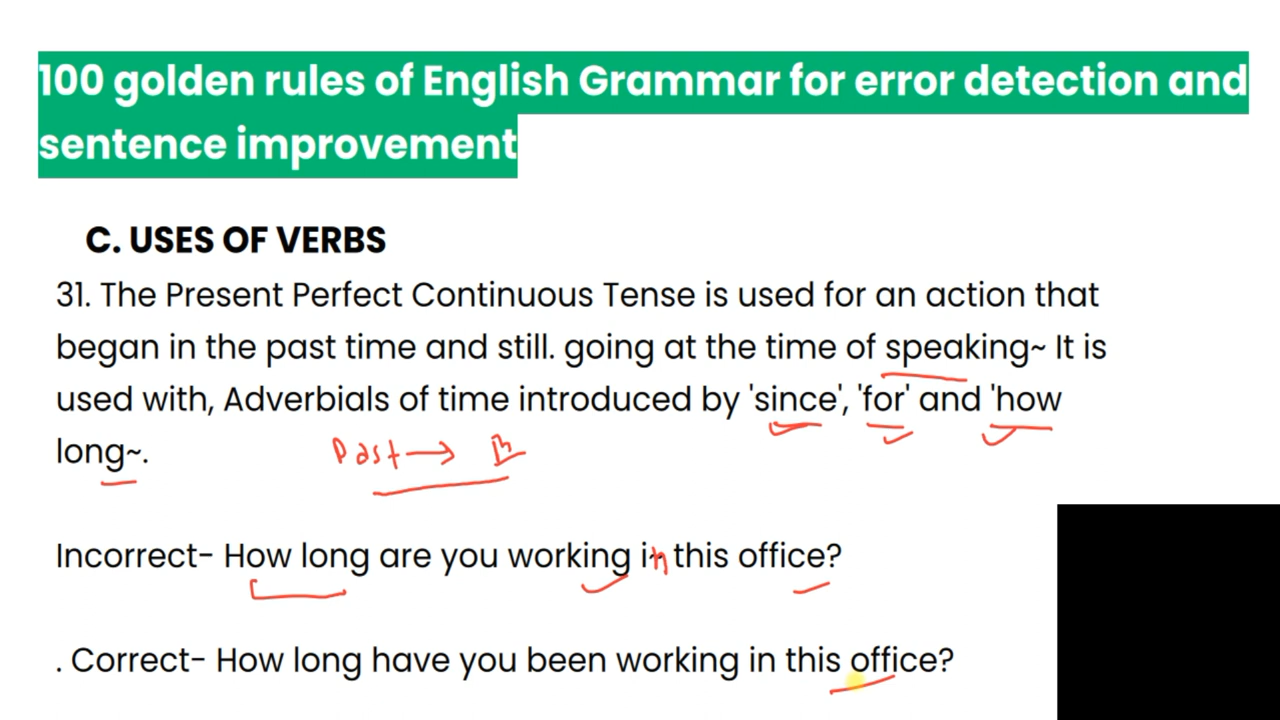 100 golden rules of English Grammar for error detection and
sentence improvement
C. USES OF VERBS
31. The Present Perfect Continuous Tense is used for an action that
began in the past time and still. going at the time of speaking~ It is
used with, Adverbials of time introduced by 'since', 'for' and 'how
long~.
Past →
Incorrect- How long are you working in this office?
. Correct- How long have you been working in this office?